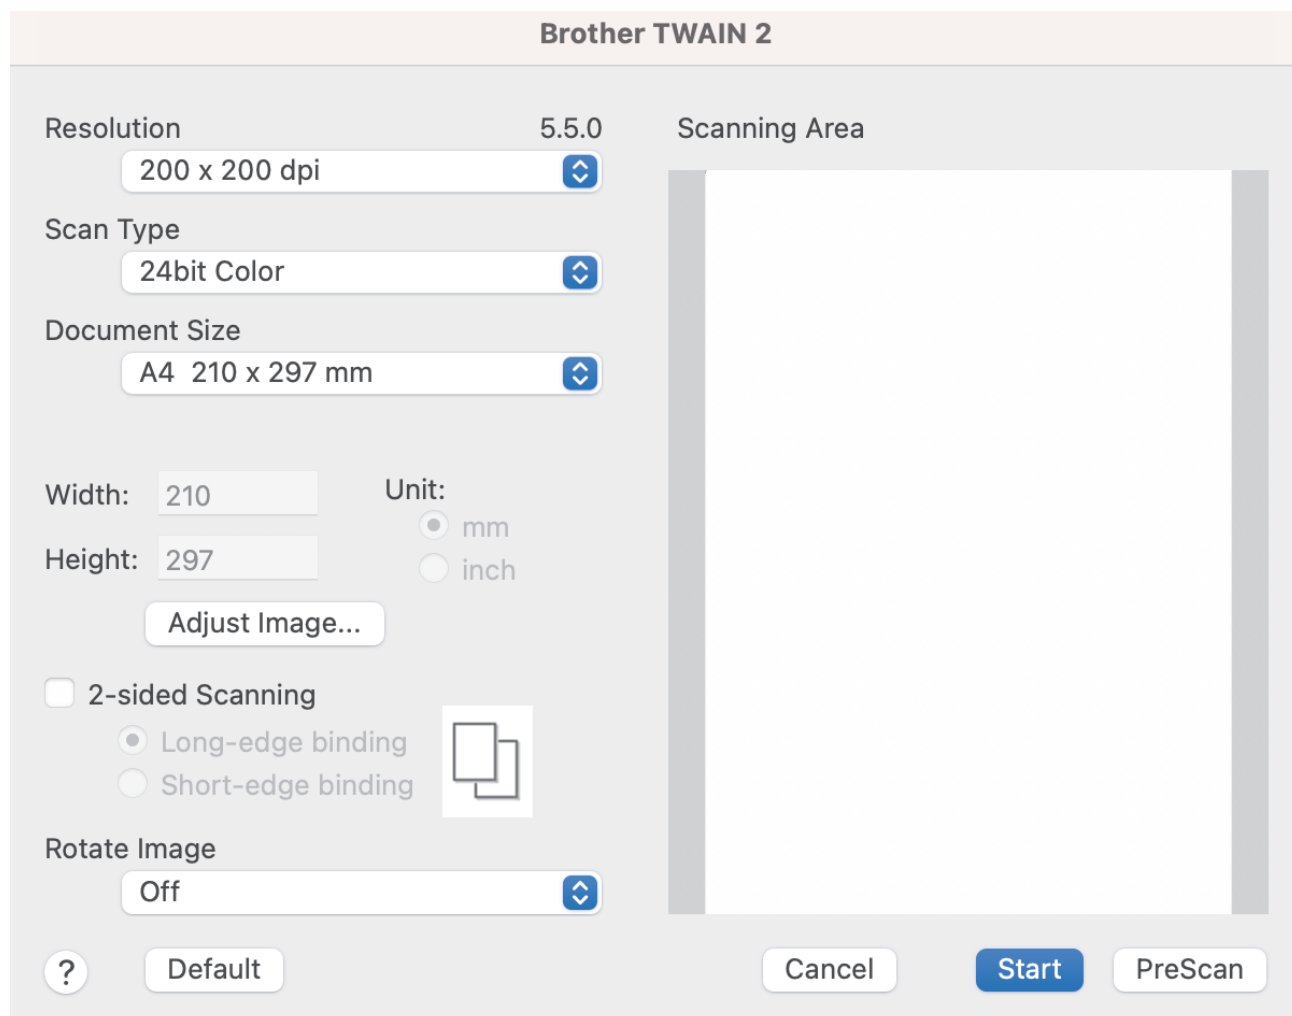 Brother TWAIN 2
Resolution 5.5.0
200 x 200 dpi
Scan Type
24bit Color
Document Size
A4 210 x 297 mm
Width: 210
Height: 297
Unit:
mm
inch
Adjust Image...
2-sided Scanning
Long-edge binding
Short-edge binding
Rotate Image
Off
Scanning Area
? Default Cancel Start PreScan